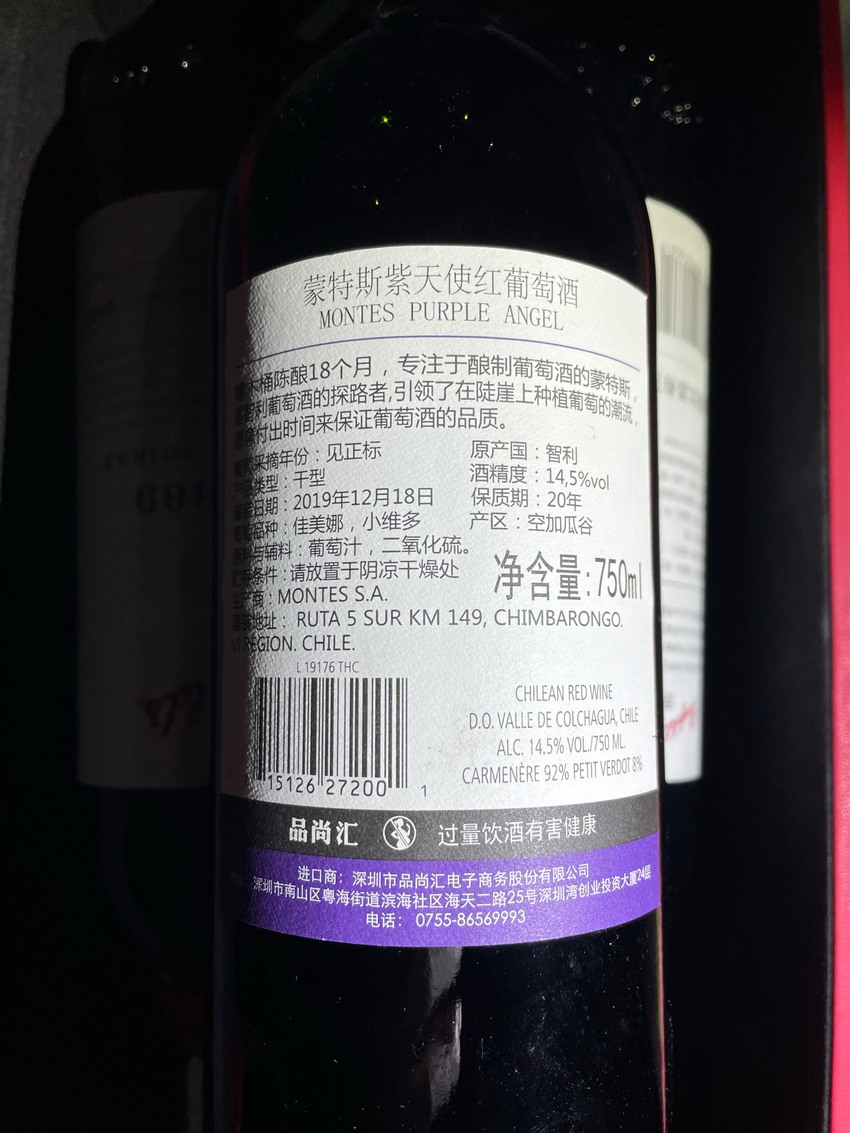 蒙特斯紫天使红葡萄酒
MONTES PURPLE ANGEL
桶陈酿18个月，专注于酿制葡萄酒的蒙特斯，
智利葡萄酒的探路者,引领了在陡崖上种植葡萄的潮流，
付出时间来保证葡萄酒的品质。
采摘年份：见正标 原产国：智利
类型：干型 酒精度：14,5%vol
日期：2019年12月18日 保质期：20年
品种：佳美娜，小维多 产区：空加瓜谷
与辅料：葡萄汁，二氧化硫。
条件：请放置于阴凉干燥处 净含量:750ml
商：MONTES S.A.
地址： RUTA 5 SUR KM 149, CHIMBARONGO.
REGION. CHILE.
L 19176 THC
CHILEAN RED WINE
D.O. VALLE DE COLCHAGUA, CHILE
ALC. 14.5% VOL./750 ML.
CARMENÈRE 92% PETIT VERDOT 8%
15126 27200 1
品尚汇 过量饮酒有害健康
进口商：深圳市品尚汇电子商务股份有限公司
深圳市南山区粤海街道滨海社区海天二路25号深圳湾创业投资大厦24层
电话： 0755-86569993